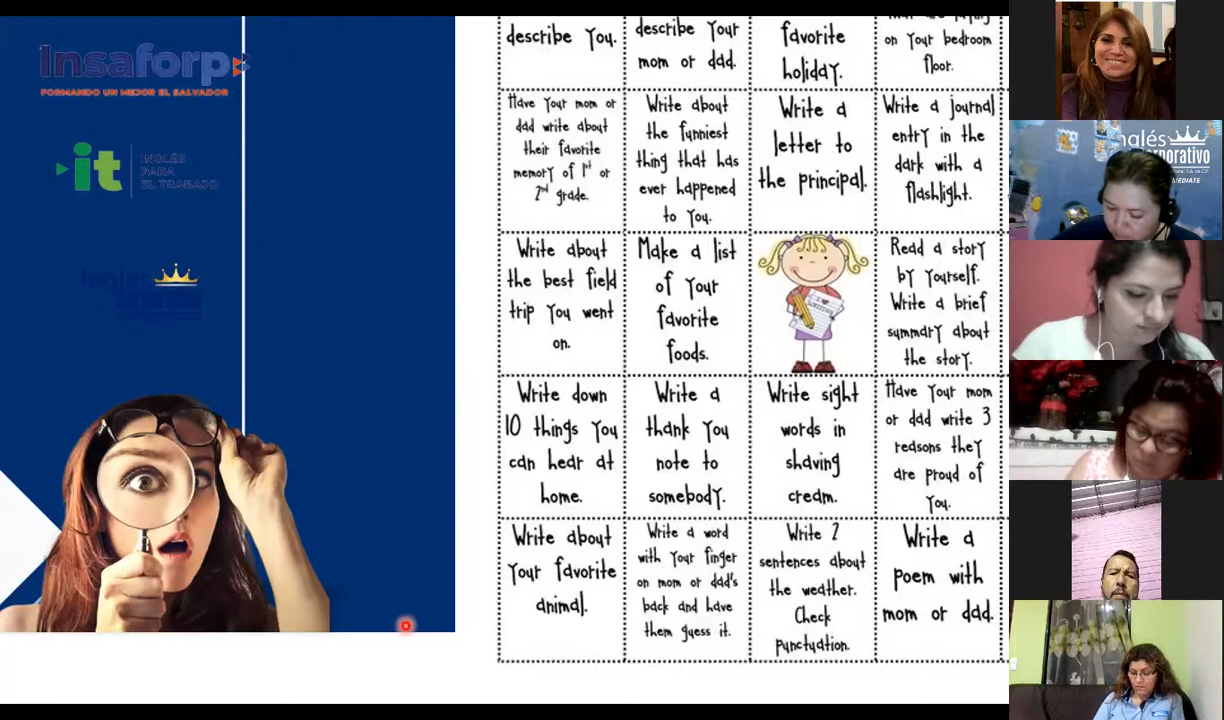 Insaforp
FORMANDO UN MEJOR EL SALVADOR
it
INGLÉS
PARA
EL TRABAJO
describe you.
describe your
mom or dad.
favorite
holiday.
on your bedroom
floor.
Have your mom or
dad write about
their favorite
memory of 1st or
2nd grade.
Write about
the funniest
thing that has
ever happened
to you.
Write a
letter to
the principal.
Write a journal
entry in the
dark with a
flashlight.
Write about
the best field
trip you went
on.
Make a list
of your
favorite
foods.
Read a story
by yourself.
Write a brief
summary about
the story.
Write down
10 things you
can hear at
home.
Write a
thank you
note to
somebody.
Write sight
words in
shaving
cream.
Have your mom
or dad write 3
reasons they
are proud of
you.
Write about
your favorite
animal.
Write a word
with your finger
on mom or dad's
back and have
them guess it.
Write 2
sentences about
the weather.
Check
punctuation.
Write a
poem with
mom or dad.